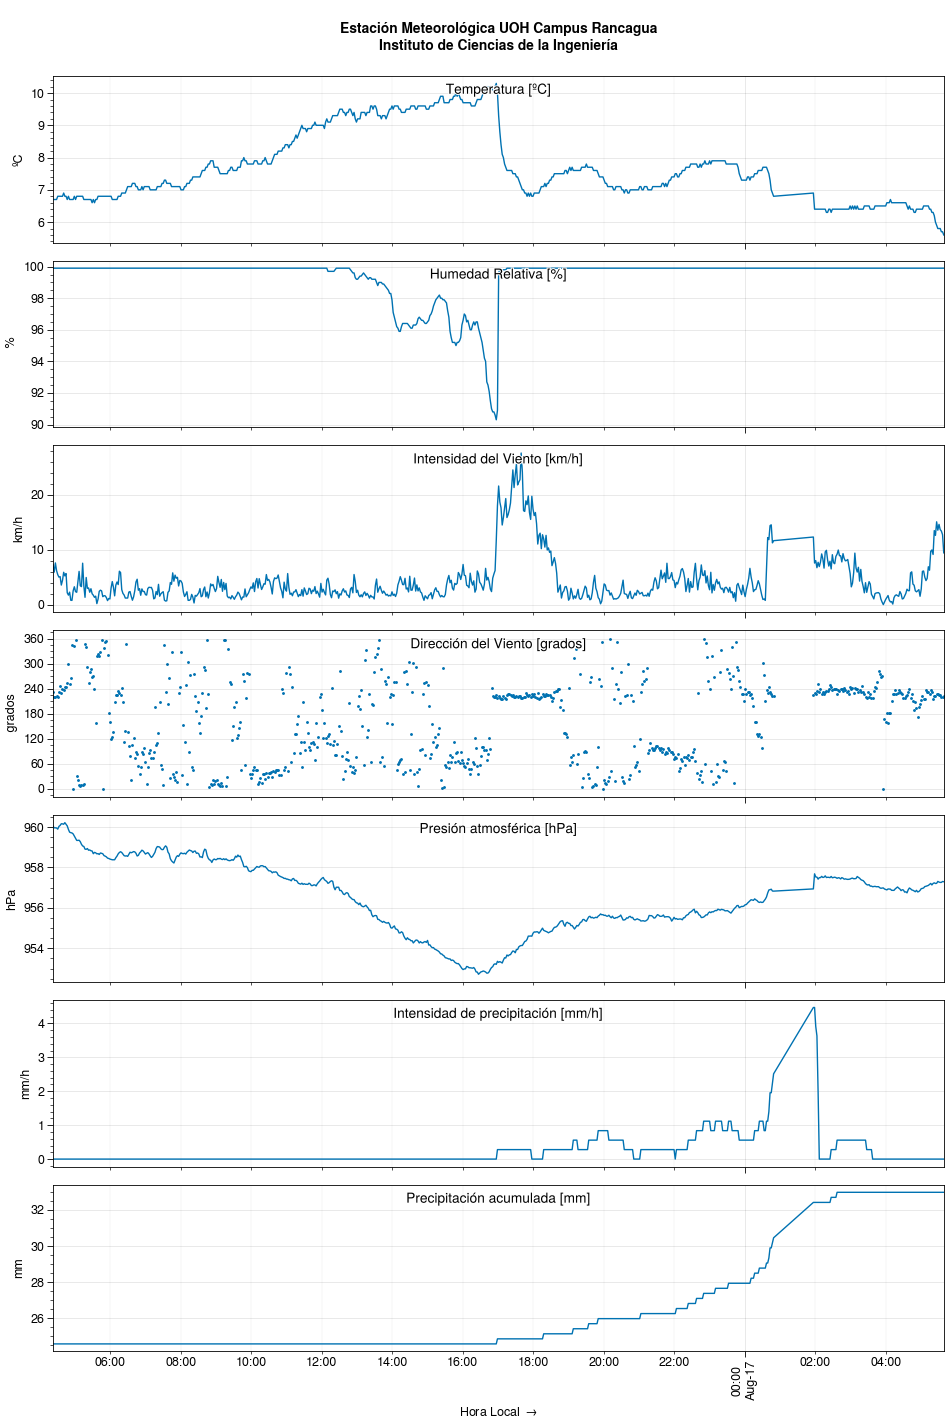 Estación Meteorológica UOH Campus Rancagua
Instituto de Ciencias de la Ingeniería
Temperatura [ºC]
10
9
8
7
6
ºC
Humedad Relativa [%]
100
98
96
94
92
90
%
Intensidad del Viento [km/h]
20
10
0
km/h
Dirección del Viento [grados]
360
300
240
180
120
60
0
grados
Presión atmosférica [hPa]
960
958
956
954
hPa
Intensidad de precipitación [mm/h]
4
3
2
1
0
mm/h
Precipitación acumulada [mm]
32
30
28
26
mm
06:00 08:00 10:00 12:00 14:00 16:00 18:00 20:00 22:00 00:00 02:00 04:00
Aug-17
Hora Local →